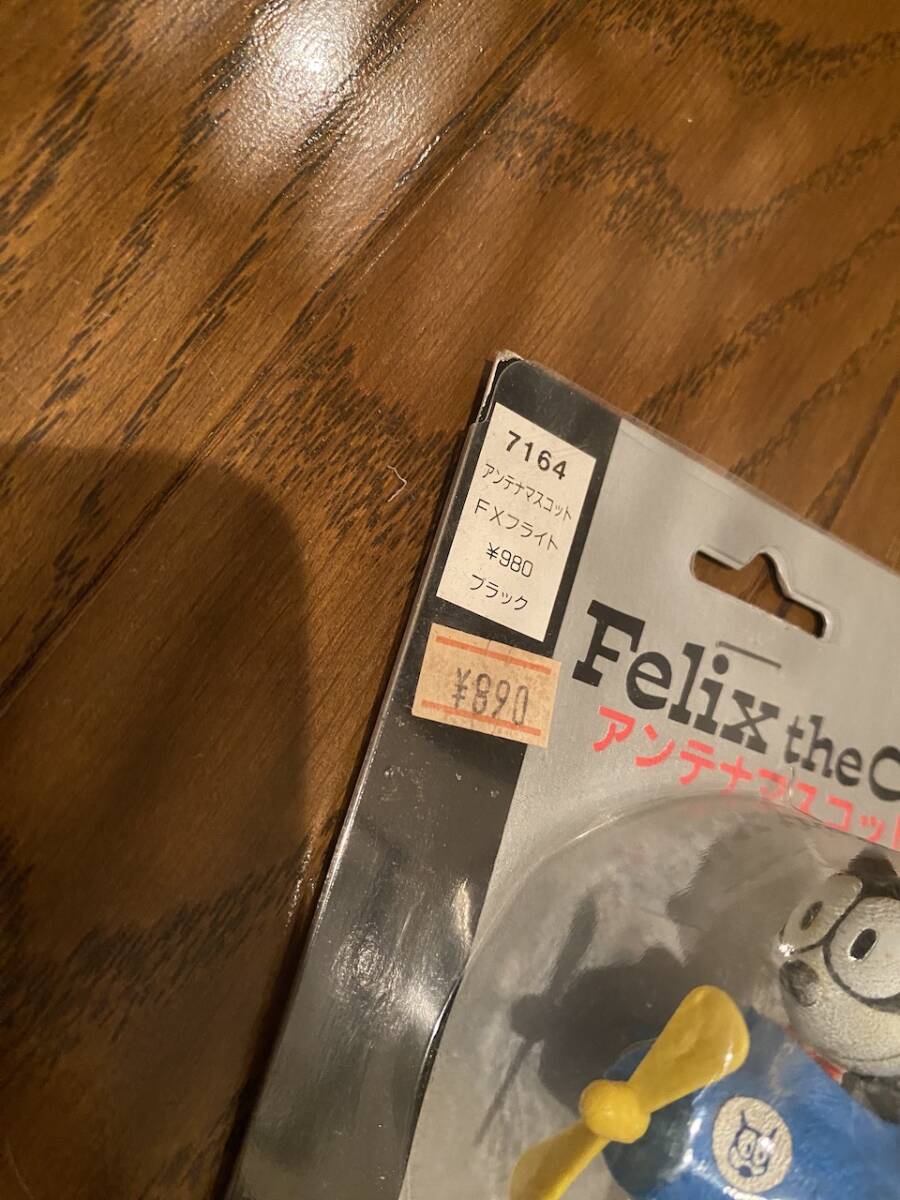 7164
アンテナマスコット
FXフライト
¥980
ブラック
¥890
Felix the C
アンテナマスコット